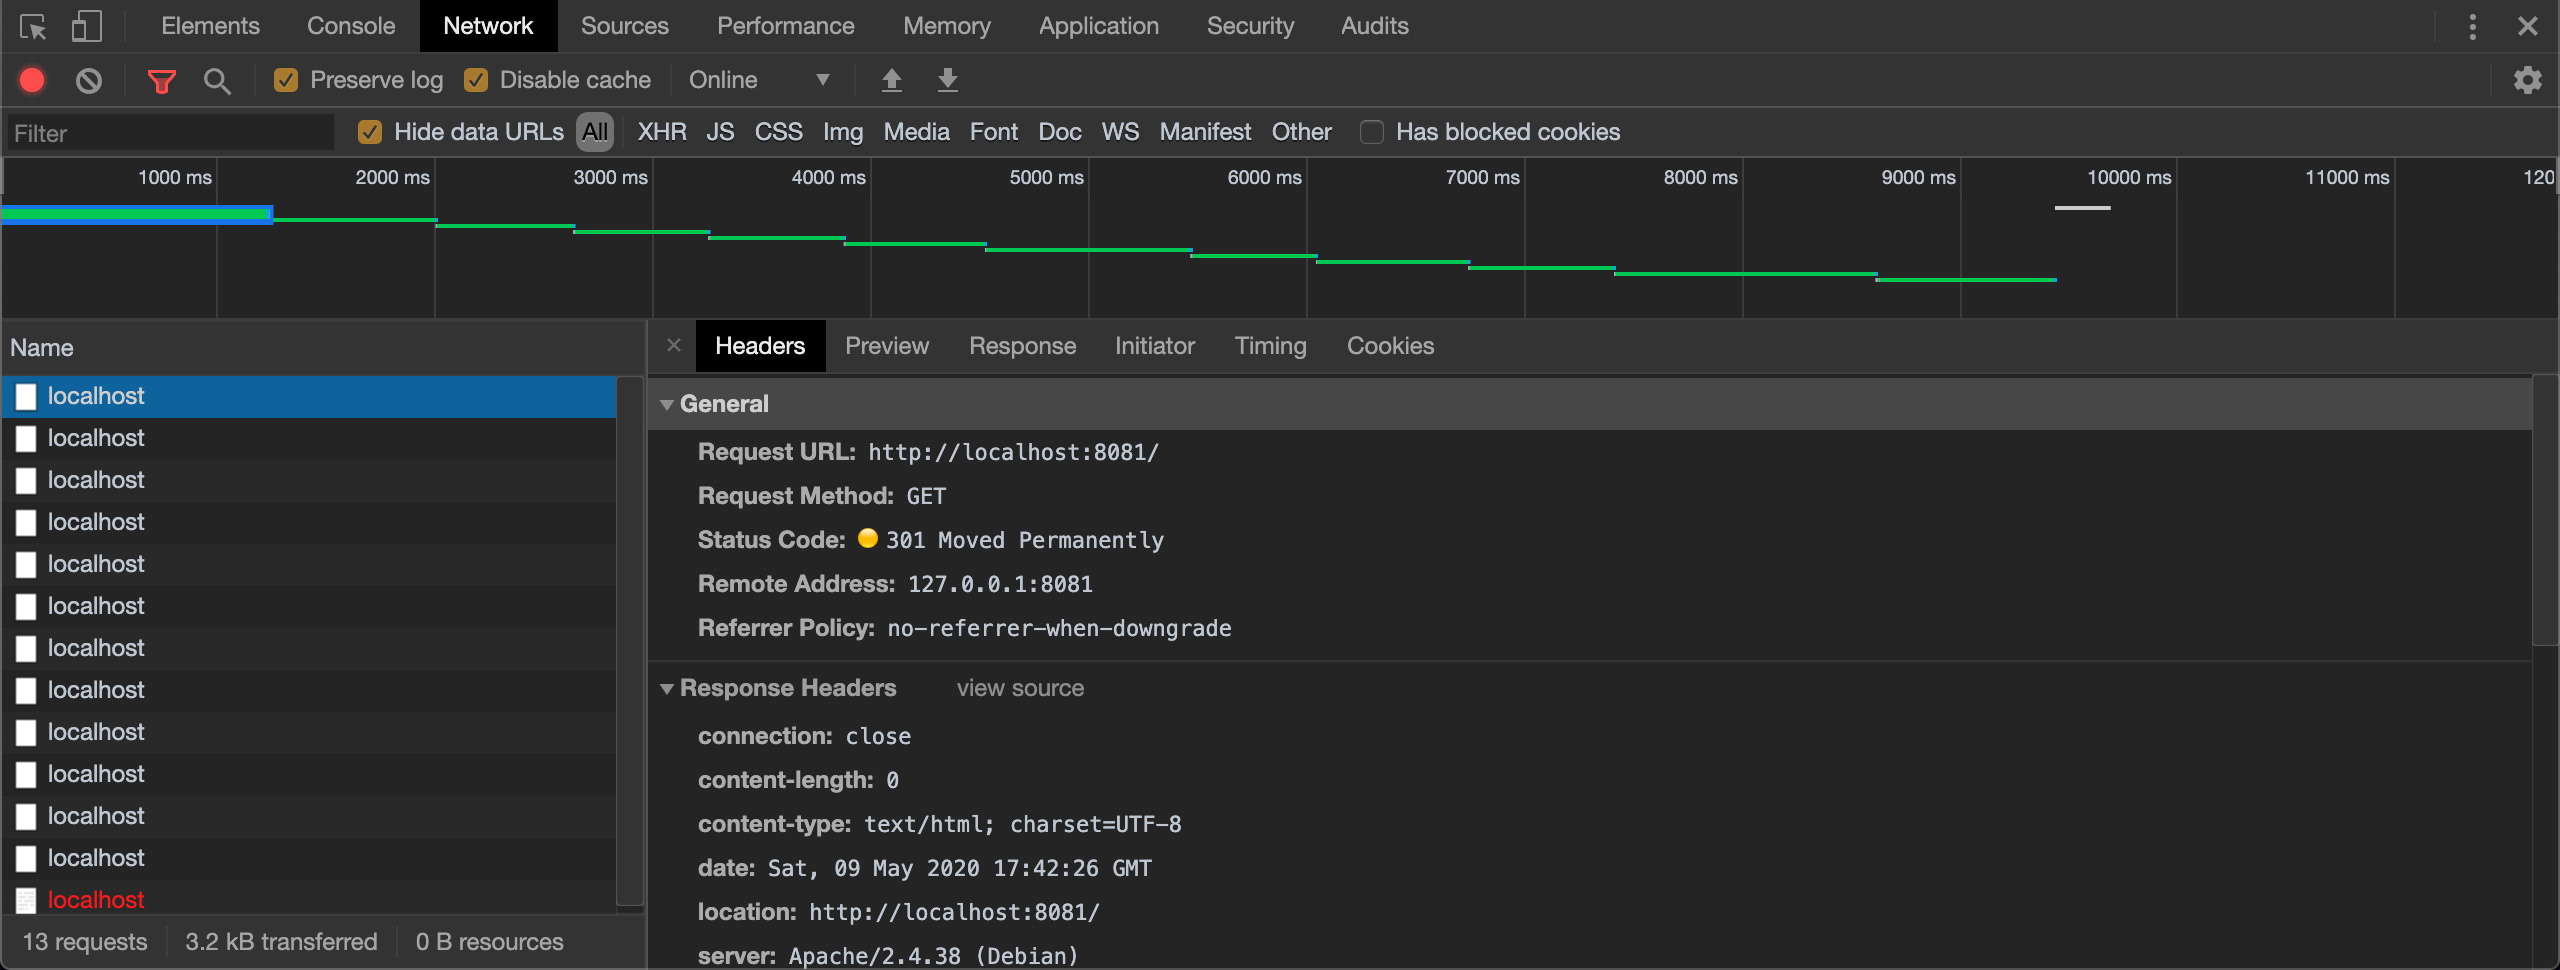 Elements Console Network Sources Performance Memory Application Security Audits
Preserve log Disable cache Online
Filter Hide data URLs All XHR JS CSS Img Media Font Doc WS Manifest Other Has blocked cookies
1000 ms 2000 ms 3000 ms 4000 ms 5000 ms 6000 ms 7000 ms 8000 ms 9000 ms 10000 ms 11000 ms 120
Name
localhost
localhost
localhost
localhost
localhost
localhost
localhost
localhost
localhost
localhost
localhost
localhost
localhost
13 requests 3.2 kB transferred 0 B resources
Headers Preview Response Initiator Timing Cookies
General
Request URL: http://localhost:8081/
Request Method: GET
Status Code: 301 Moved Permanently
Remote Address: 127.0.0.1:8081
Referrer Policy: no-referrer-when-downgrade
Response Headers view source
connection: close
content-length: 0
content-type: text/html; charset=UTF-8
date: Sat, 09 May 2020 17:42:26 GMT
location: http://localhost:8081/
server: Apache/2.4.38 (Debian)